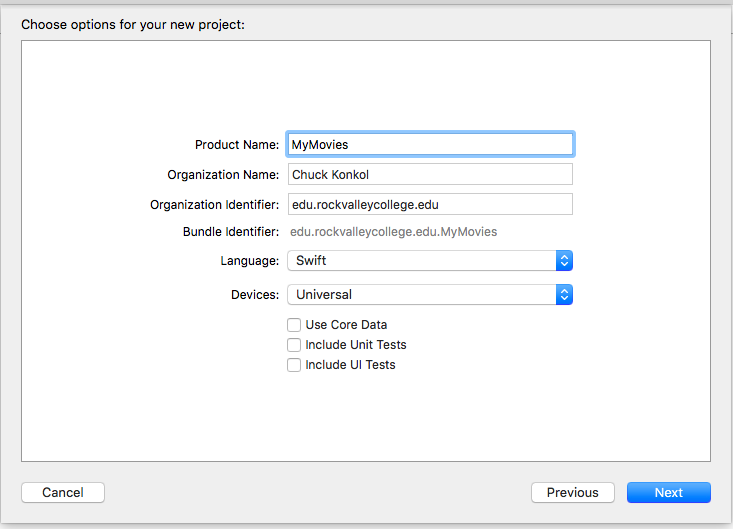 Choose options for your new project:
Product Name: MyMovies
Organization Name: Chuck Konkol
Organization Identifier: edu.rockvalleycollege.edu
Bundle Identifier: edu.rockvalleycollege.edu.MyMovies
Language: Swift
Devices: Universal
Use Core Data
Include Unit Tests
Include UI Tests
Cancel Previous Next